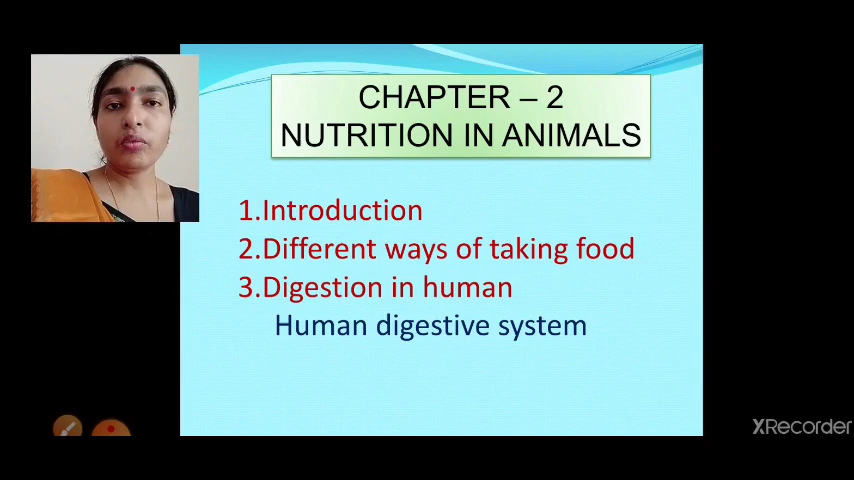 CHAPTER – 2
NUTRITION IN ANIMALS
1.Introduction
2.Different ways of taking food
3.Digestion in human
Human digestive system
XRecorder